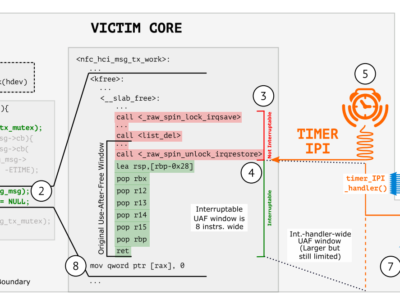 VICTIM CORE
k(hdev)
){
tx_mutex);
msg->cb){
msg->cb(
msg->
-ETIME);
g_msg);
= NULL;
tx_mutex);
Boundary
2
<nfc_hci_msg_tx_work>:
...
<kfree>:
...
<__slab_free>:
...
call <_raw_spin_lock_irqsave>
...
call <list_del>
...
call <_raw_spin_unlock_irqrestore>
lea rsp,[rbp-0x28]
pop rbx
pop r12
pop r13
pop r14
pop r15
pop rbp
ret
mov qword ptr [rax], 0
...
Original Use-After-Free Window
8
3
Not Interruptable
4
Interruptable
Interruptable
UAF window is
8 instrs. wide
TIMER
IPI
5
timer_IPI
_handler()
Int.-handler-wide
UAF window
(Larger but
still limited)
7